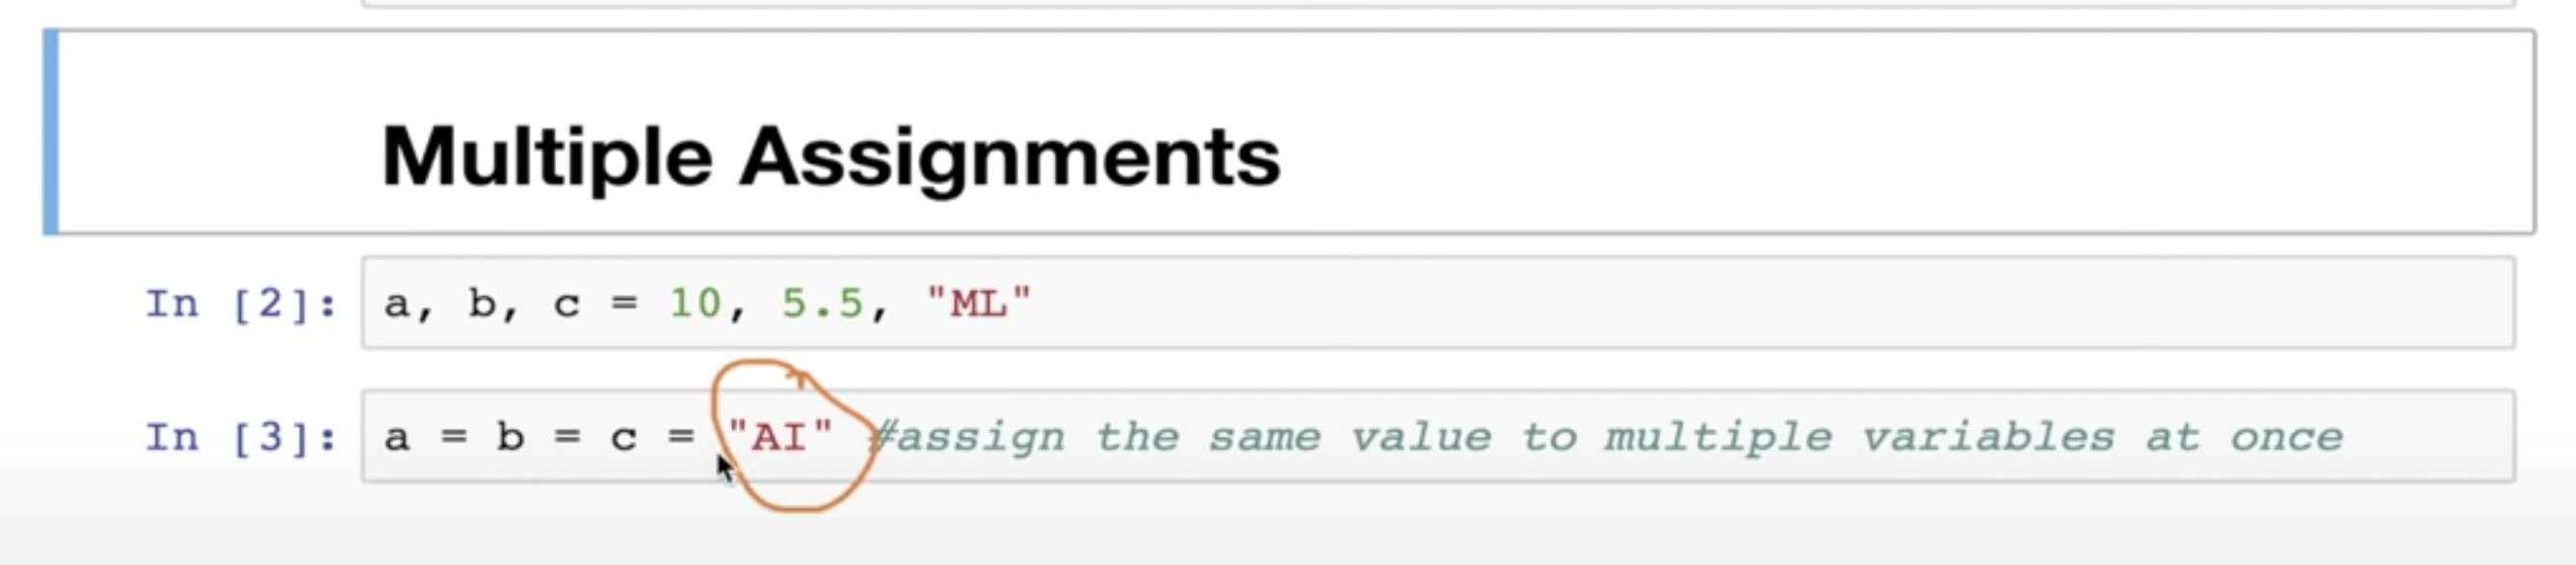 Multiple Assignments
In [2]: a, b, c = 10, 5.5, "ML"
In [3]: a = b = c = "AI" #assign the same value to multiple variables at once